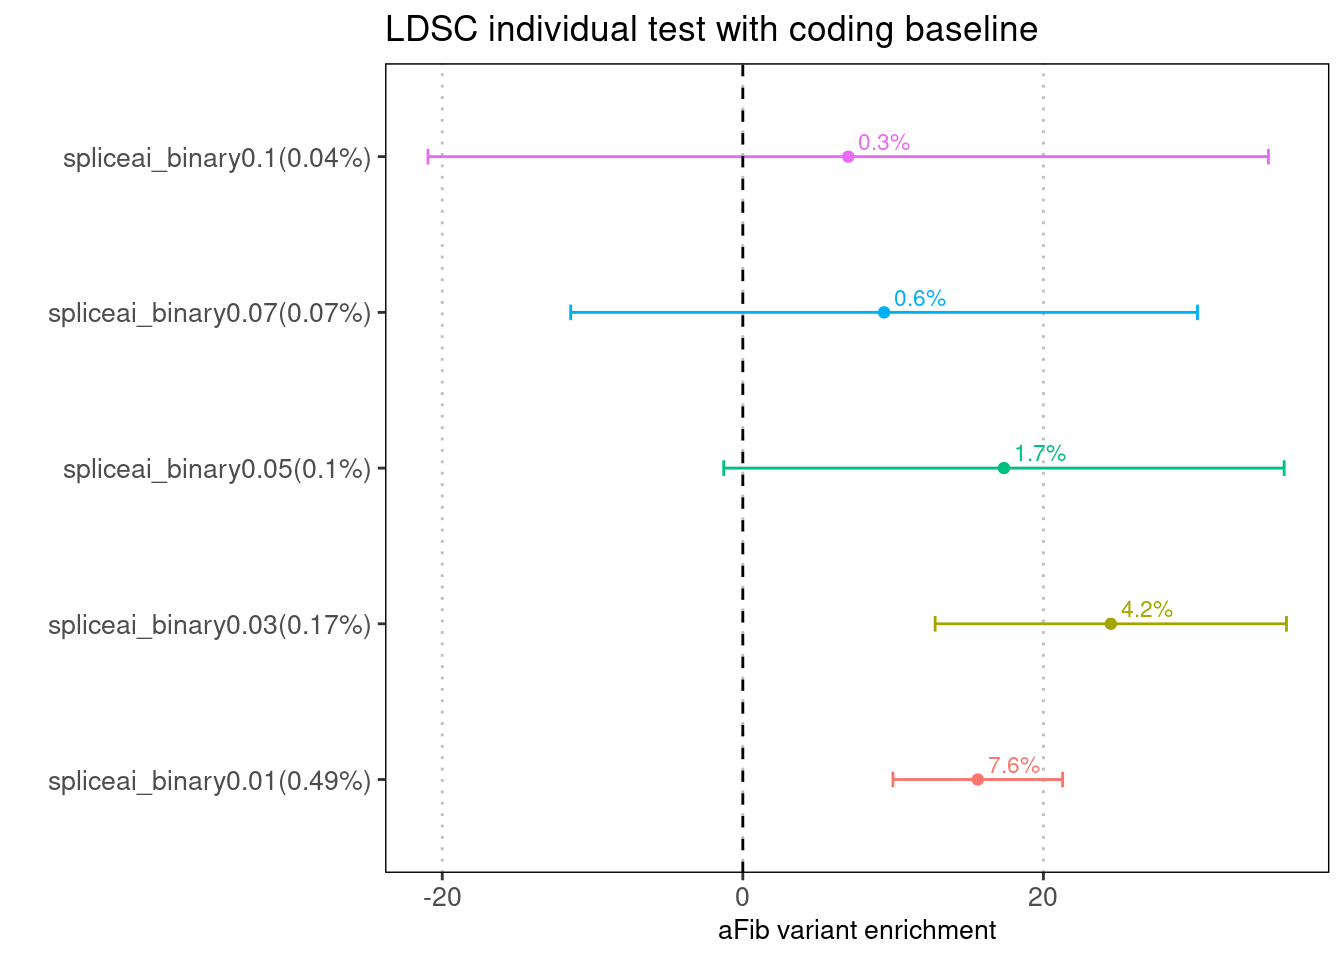 LDSC individual test with coding baseline
spliceai_binary0.1(0.04%)
0.3%
spliceai_binary0.07(0.07%)
0.6%
spliceai_binary0.05(0.1%)
1.7%
spliceai_binary0.03(0.17%)
4.2%
spliceai_binary0.01(0.49%)
7.6%
-20 0 20
aFib variant enrichment